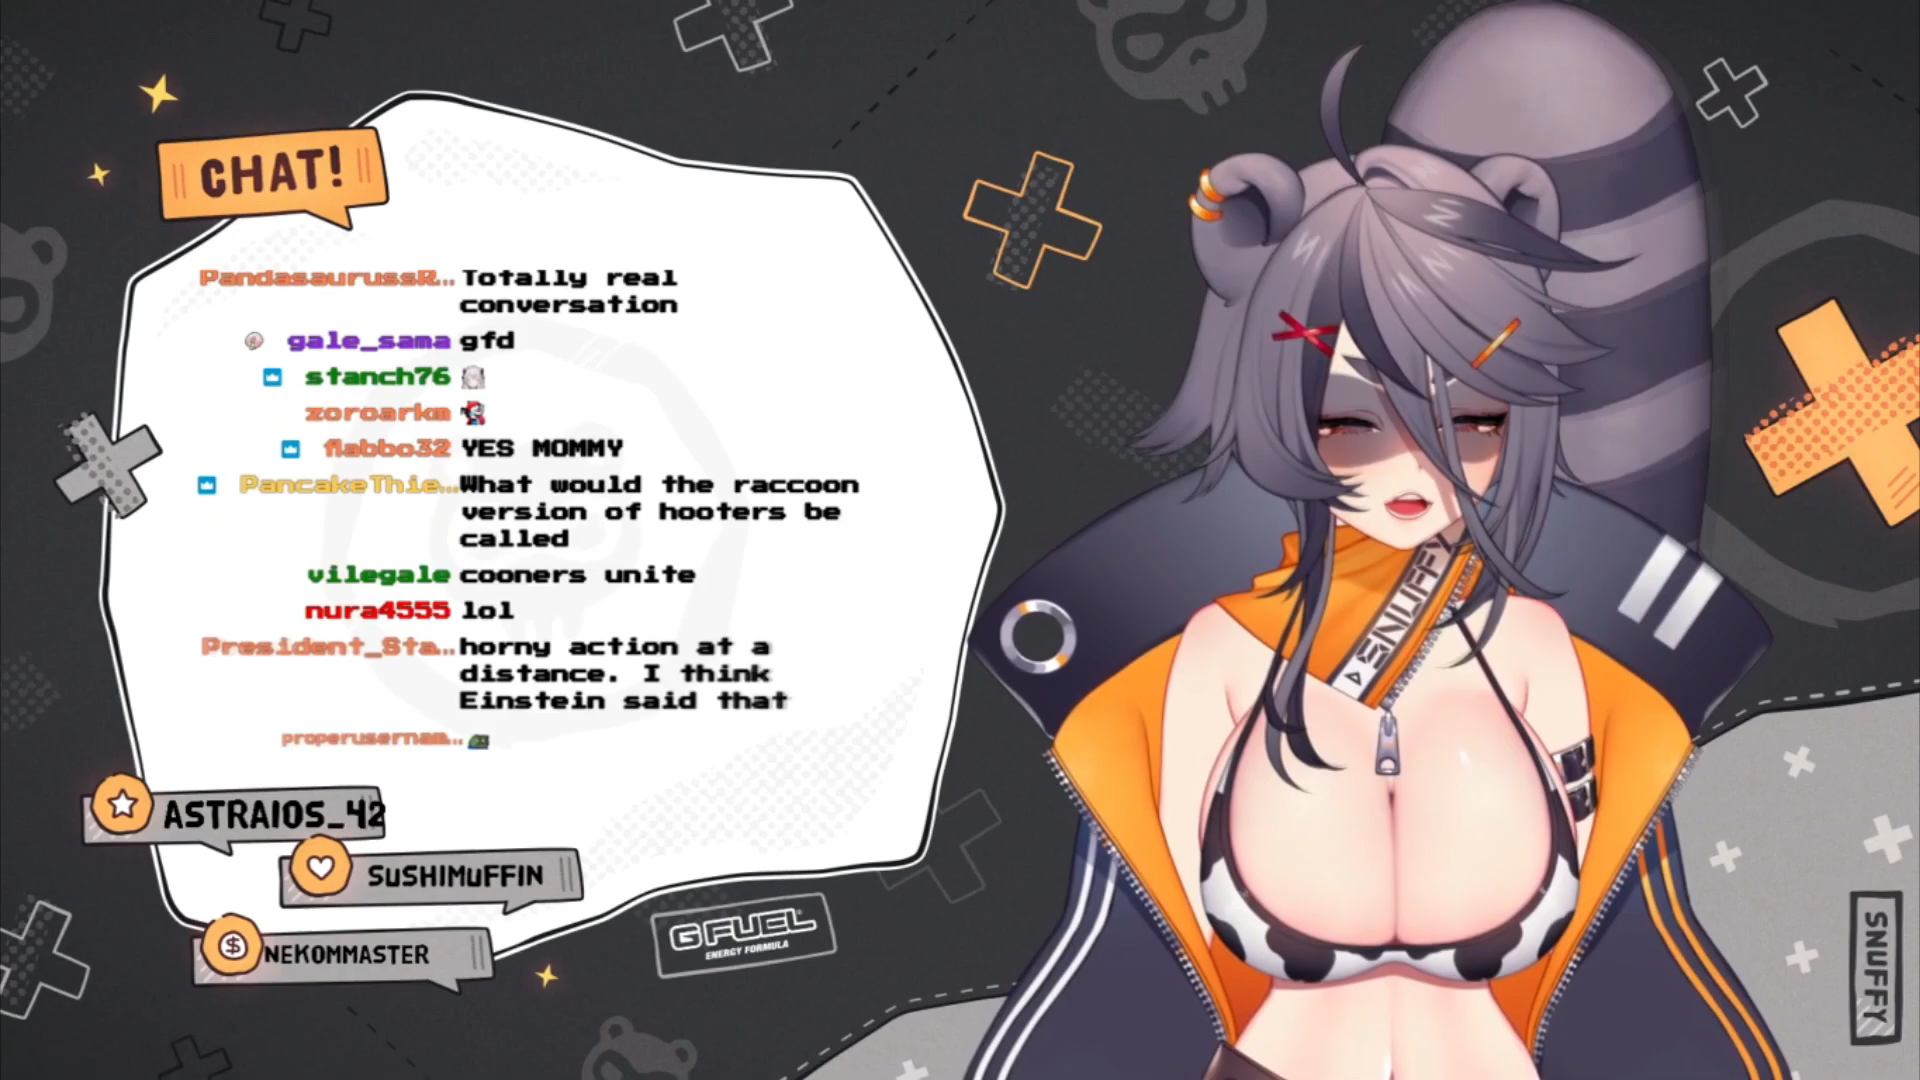 CHAT!
PandasaurussR... Totally real
conversation
gale_sama gfd
stanch76
zoroarkm
flabbo32 YES MOMMY
PancakeThie... What would the raccoon
version of hooters be
called
vilegale cooners unite
nura4555 lol
President_Sta... horny action at a
distance. I think
Einstein said that
properusernam...
ASTRAIOS_42
SUSHIMUFFIN
NEKOMMASTER
G FUEL
ENERGY FORMULA
SNUFFY
SNUFFY